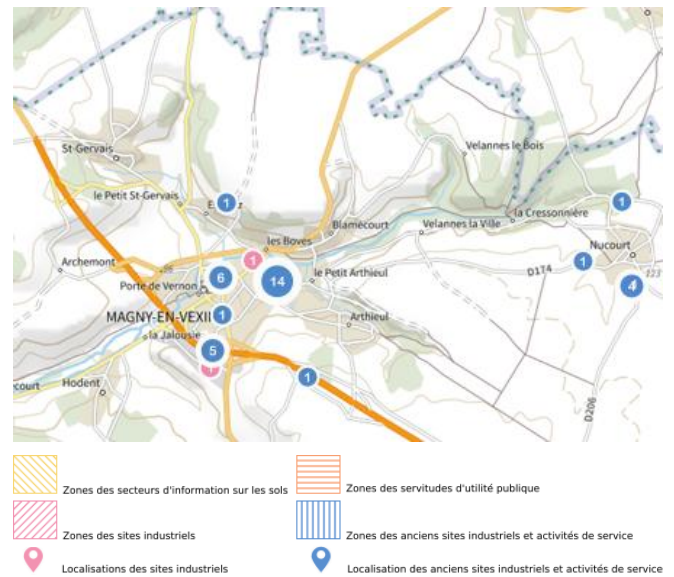 St-Gervais
Velannes le Bois
le Petit St-Gervais
1
1
la Cressonnière
Blamécourt
Velannes la Ville
les Boves
Nucourt
Archemont
1
1
D174
6
14
le Petit Arthieul
Porte de Vernon
4
MAGNY-EN-VEXI
1
Arthieul
la Jalousie
5
1
court
Hodent
D206
Zones des secteurs d'information sur les sols
Zones des servitudes d'utilité publique
Zones des sites industriels
Zones des anciens sites industriels et activités de service
Localisations des sites industriels
Localisation des anciens sites industriels et activités de service